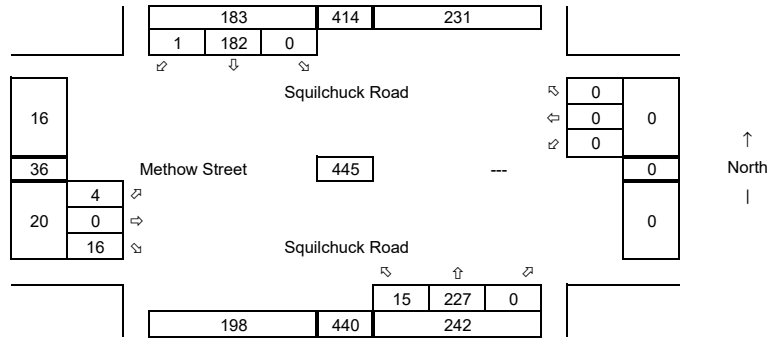 183 414 231
1 182 0
⬃ ⇩ ⬂
Squilchuck Road ⬁ 0
16 ⇦ 0 0
⬃ 0 ↑
36 Methow Street 445 --- 0 North
4 ⬀ |
20 0 ⇨ 0
16 ⬂ Squilchuck Road
⬁ ⇧ ⬀
15 227 0
198 440 242